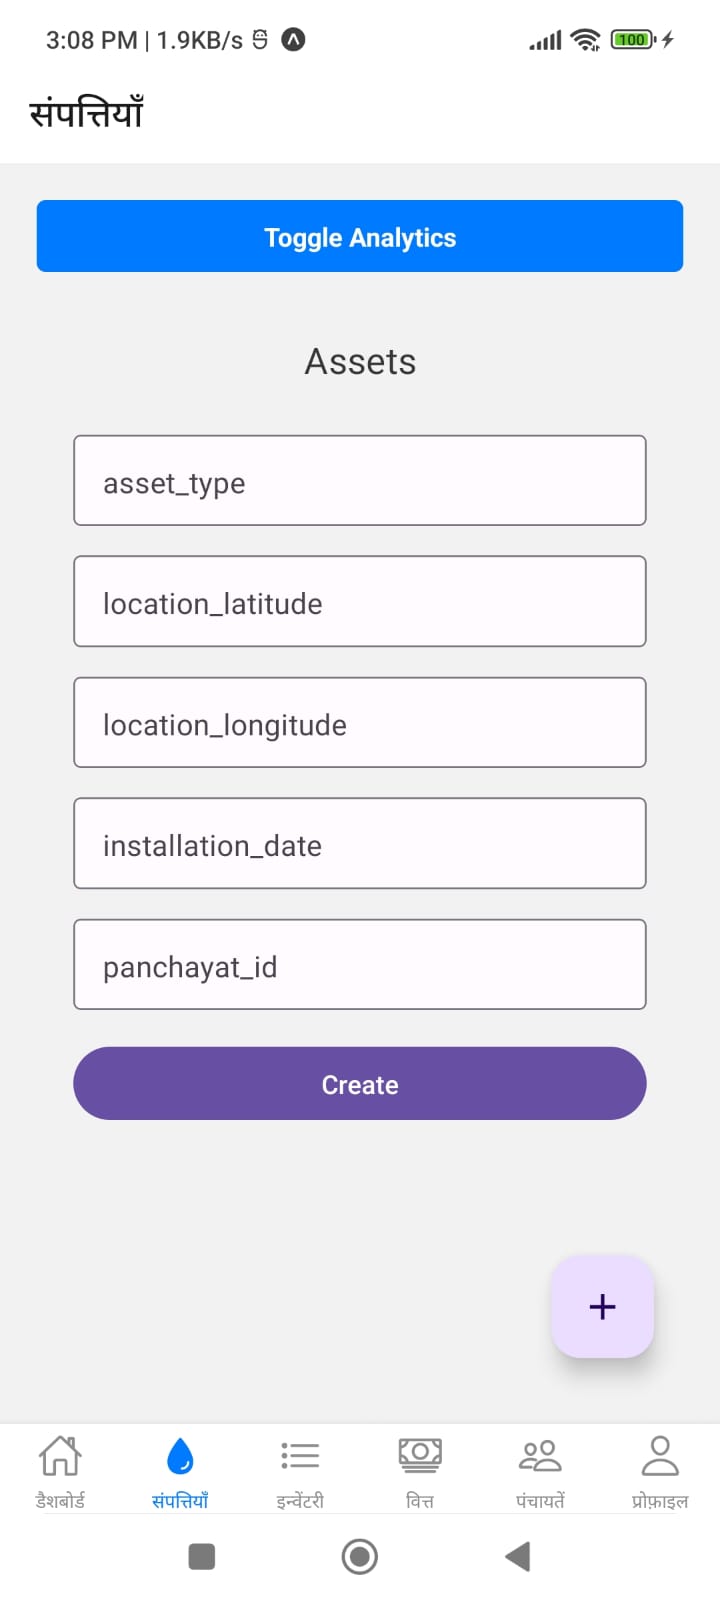 3:08 PM | 1.9KB/s
100
संपत्तियाँ
Toggle Analytics
Assets
asset_type
location_latitude
location_longitude
installation_date
panchayat_id
Create
+
डैशबोर्ड संपत्तियाँ इन्वेंटरी वित्त पंचायतें प्रोफ़ाइल